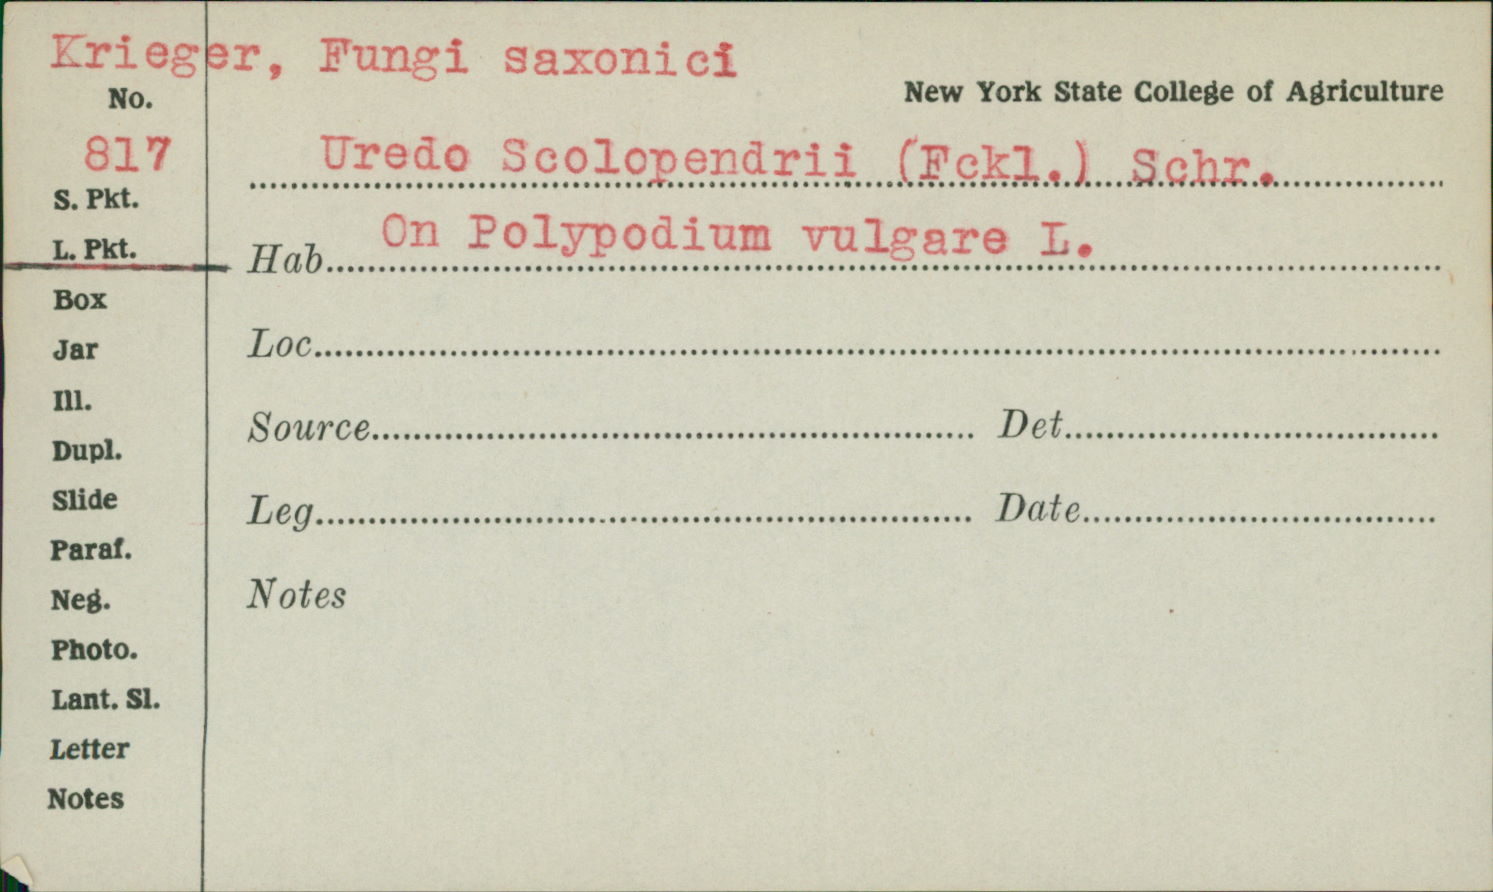 Krieger, Fungi saxonici
No.
New York State College of Agriculture
817
Uredo Scolopendrii (Fckl.) Schr.
S. Pkt.
On Polypodium vulgare L.
L. Pkt.
Hab
Box
Jar
Loc
Ill.
Source Det
Dupl.
Slide
Leg Date
Paraf.
Neg.
Notes
Photo.
Lant. Sl.
Letter
Notes